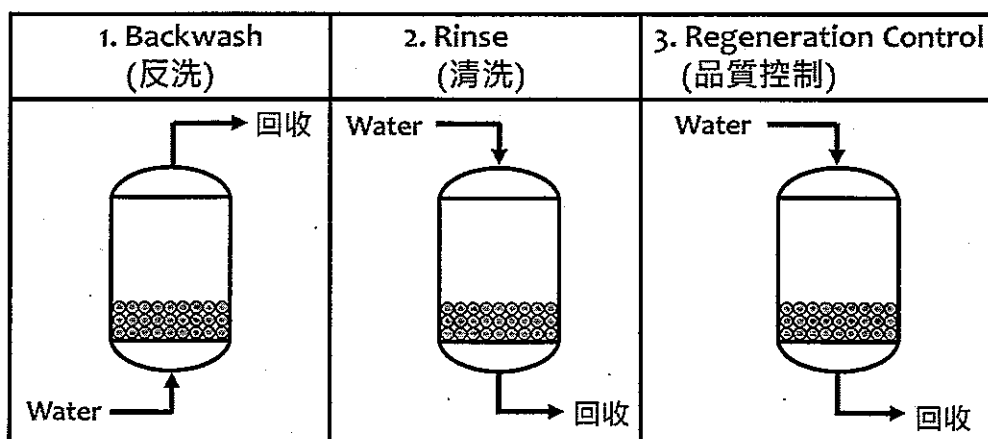 1. Backwash
(反洗)
2. Rinse
(清洗)
3. Regeneration Control
(品質控制)
回收
Water
Water
回收
Water
回收